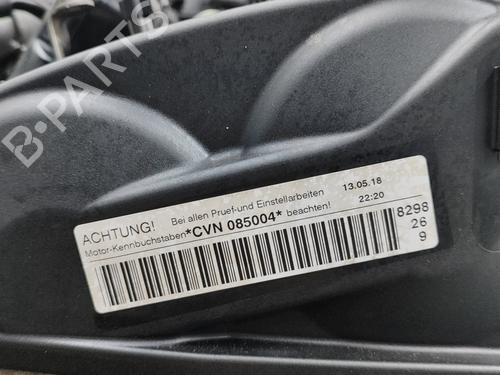 B-PARTS
ACHTUNG! Bei allen Pruef-und Einstellarbeiten 13.05.18
Motor-Kennbuchstaben*CVN 085004* beachten! 22:20
8298
26
9